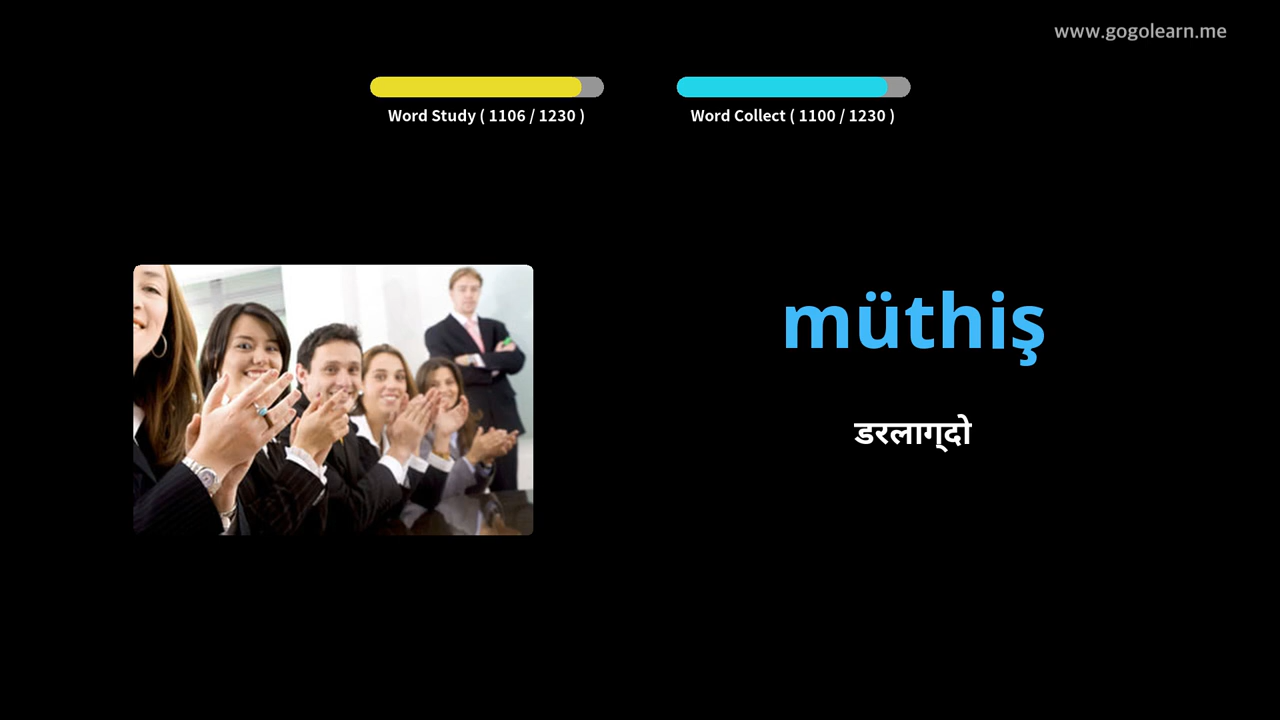 www.gogolearn.me
Word Study ( 1106 / 1230 )
Word Collect ( 1100 / 1230 )
müthiş
डरलाग्दो